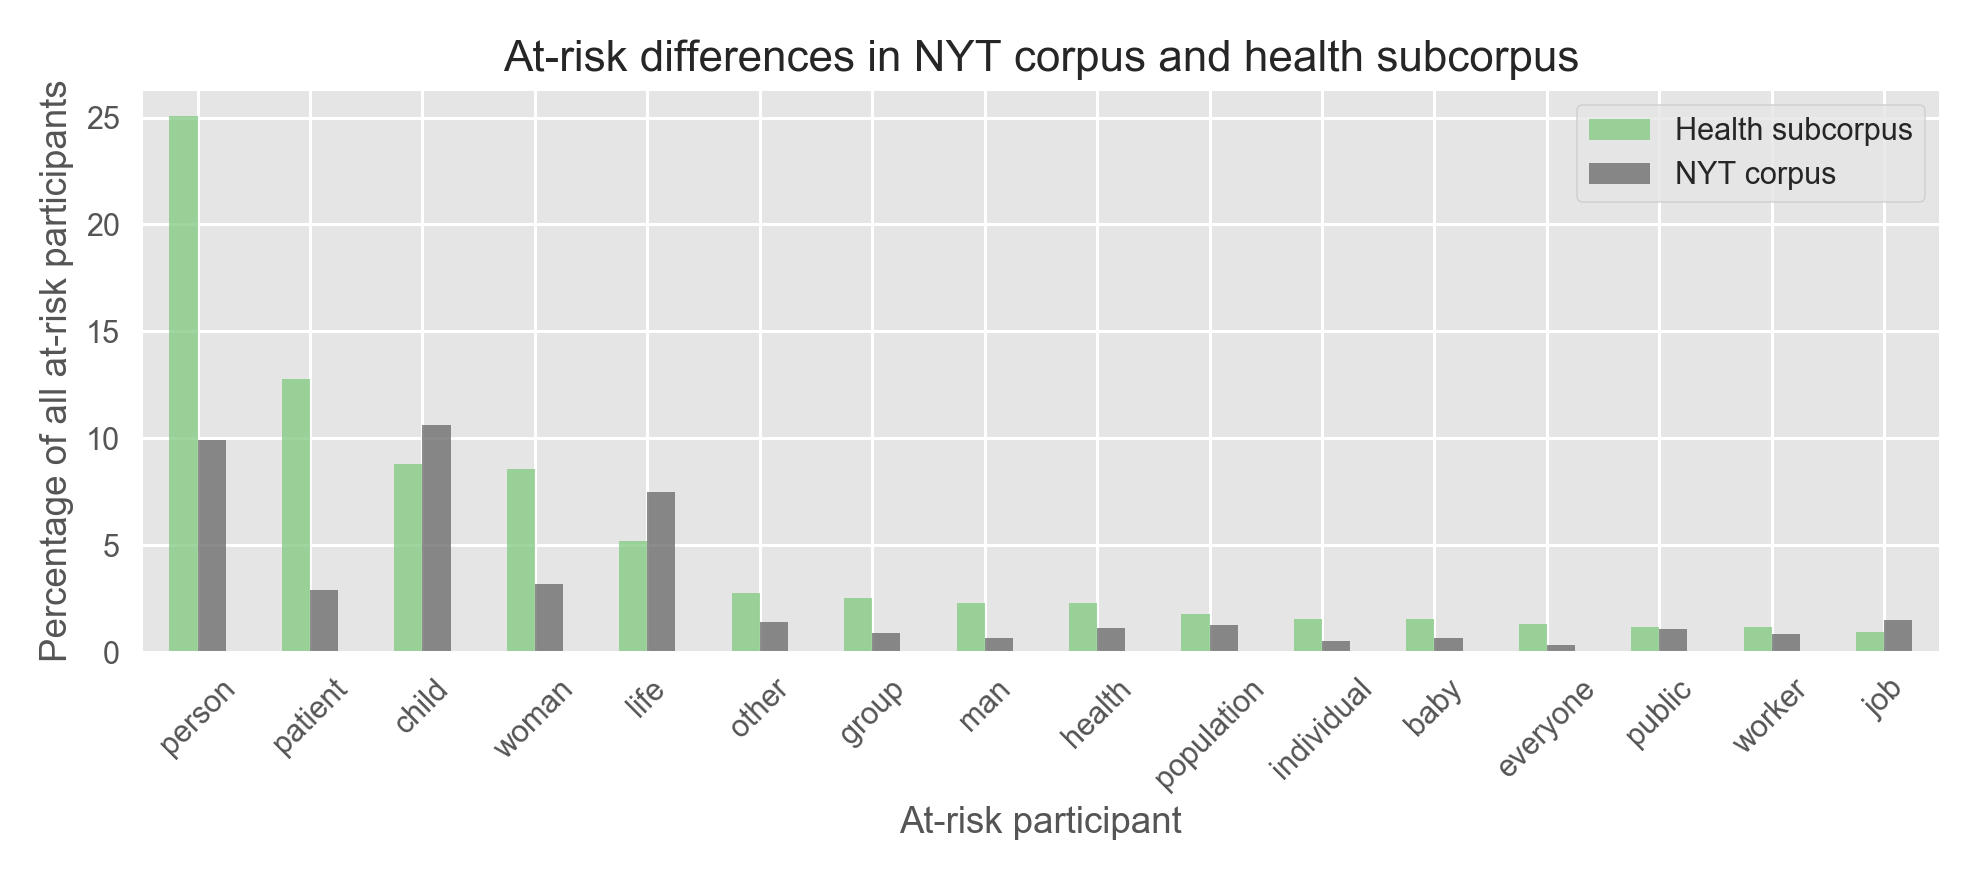 At-risk differences in NYT corpus and health subcorpus
Percentage of all at-risk participants
25
20
15
10
5
0
Health subcorpus
NYT corpus
person
patient
child
woman
life
other
group
man
health
population
individual
baby
everyone
public
worker
job
At-risk participant